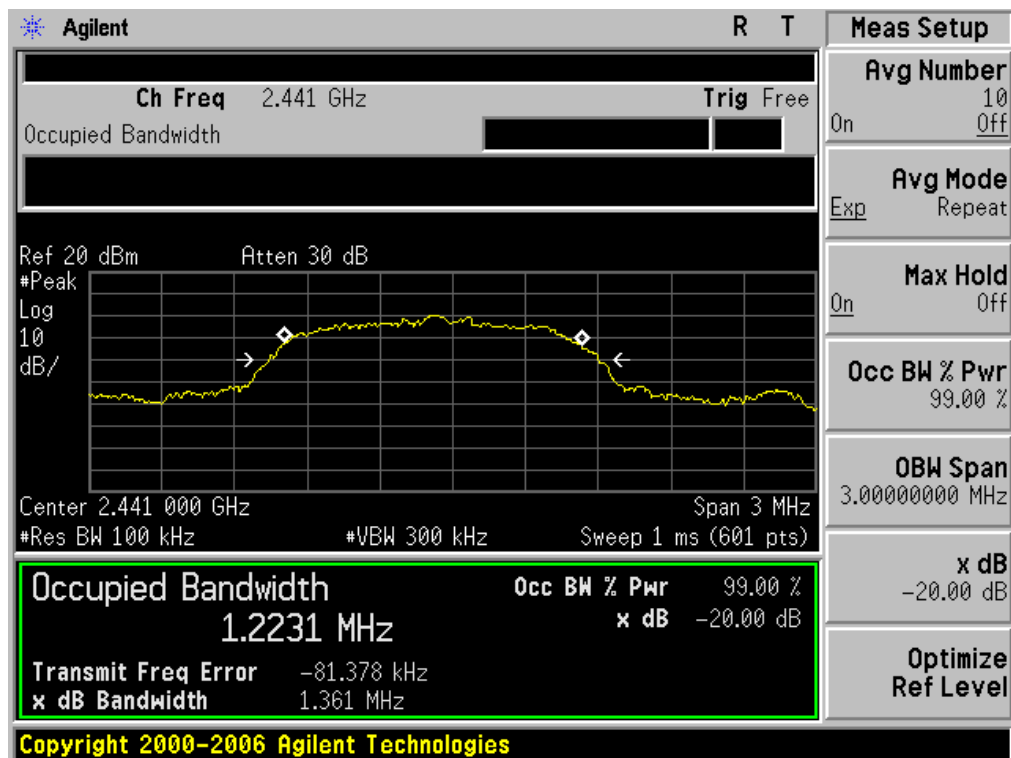 Agilent R T
Ch Freq 2.441 GHz Trig Free
Occupied Bandwidth
Ref 20 dBm Atten 30 dB
#Peak
Log
10
dB/
Center 2.441 000 GHz Span 3 MHz
#Res BW 100 kHz #VBW 300 kHz Sweep 1 ms (601 pts)
Occupied Bandwidth Occ BW % Pwr 99.00 %
1.2231 MHz x dB -20.00 dB
Transmit Freq Error -81.378 kHz
x dB Bandwidth 1.361 MHz
Copyright 2000-2006 Agilent Technologies
Meas Setup
Avg Number
10
On Off
Avg Mode
Exp Repeat
Max Hold
On Off
Occ BW % Pwr
99.00 %
OBW Span
3.00000000 MHz
x dB
-20.00 dB
Optimize
Ref Level